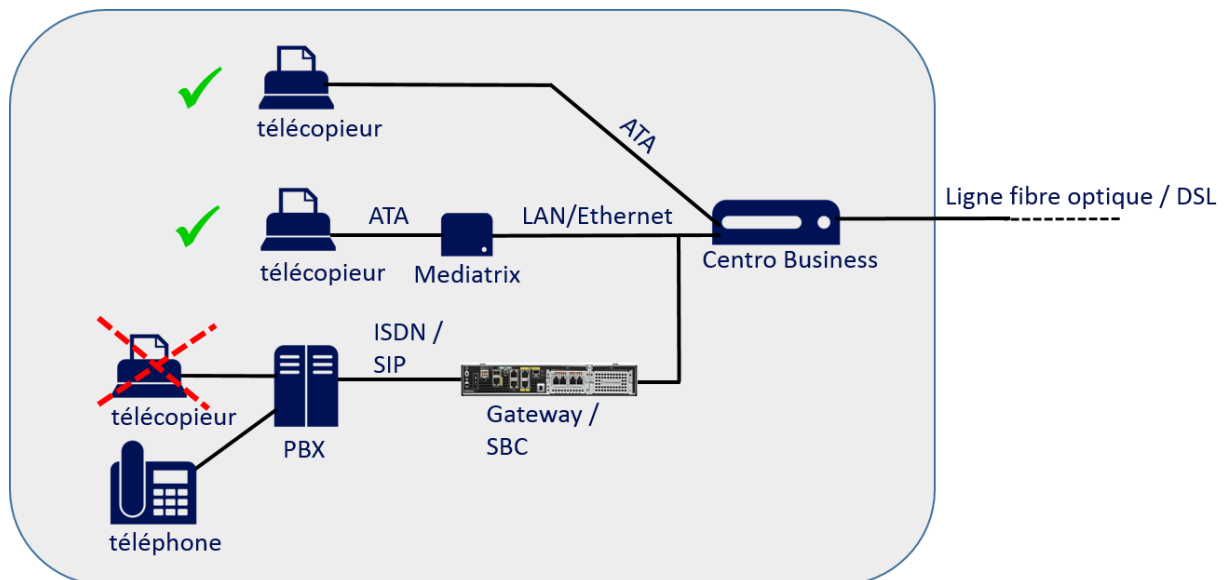 télécopieur
ATA
Ligne fibre optique / DSL
ATA
LAN/Ethernet
télécopieur
Mediatrix
Centro Business
ISDN /
SIP
télécopieur
PBX
Gateway /
SBC
téléphone